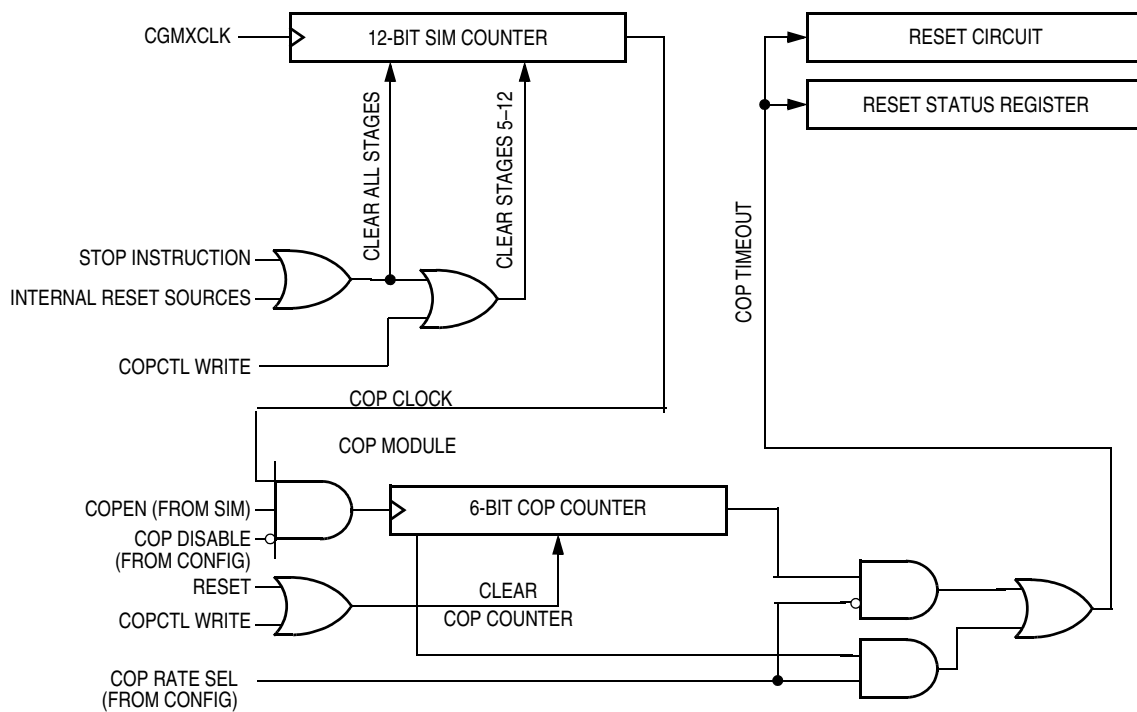 CGMXCLK
12-BIT SIM COUNTER
RESET CIRCUIT
RESET STATUS REGISTER
CLEAR ALL STAGES
CLEAR STAGES 5–12
COP TIMEOUT
STOP INSTRUCTION
INTERNAL RESET SOURCES
COPCTL WRITE
COP CLOCK
COP MODULE
COPEN (FROM SIM)
6-BIT COP COUNTER
COP DISABLE
(FROM CONFIG)
RESET
CLEAR
COPCTL WRITE
COP COUNTER
COP RATE SEL
(FROM CONFIG)